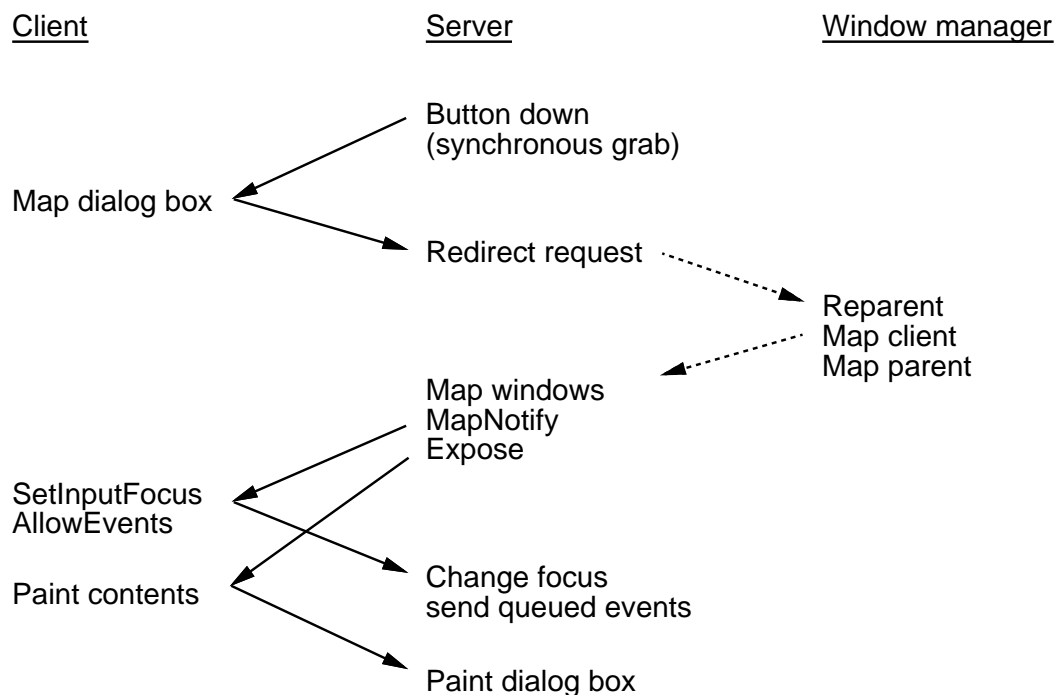 Client
Server
Window manager
Button down
(synchronous grab)
Map dialog box
Redirect request
Reparent
Map client
Map parent
Map windows
MapNotify
Expose
SetInputFocus
AllowEvents
Change focus
send queued events
Paint contents
Paint dialog box